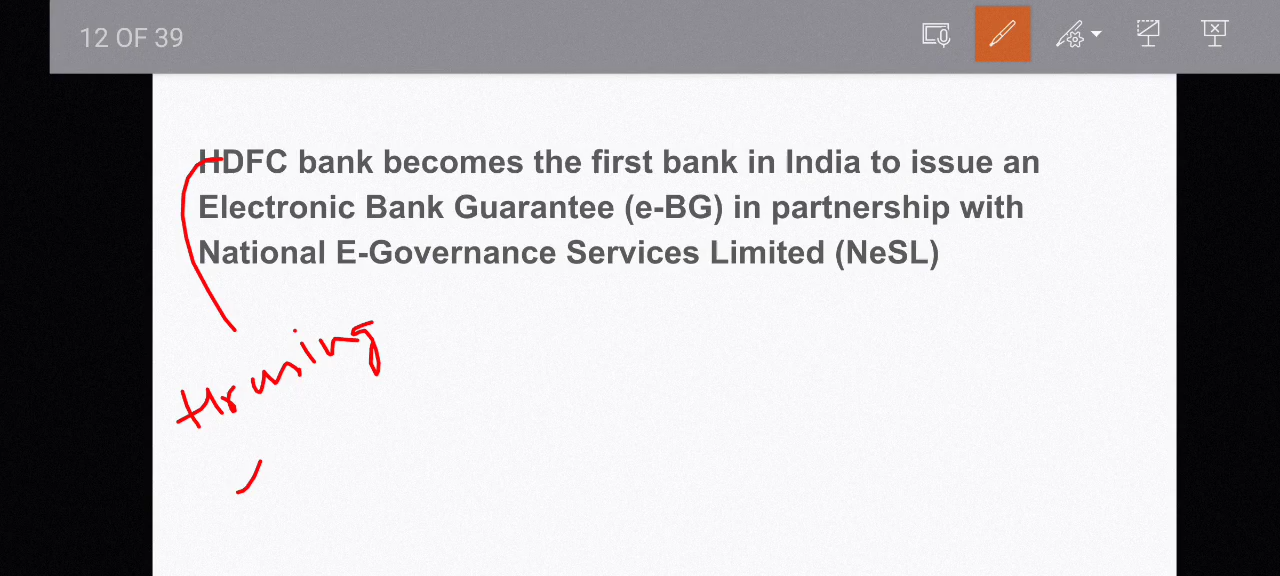 12 OF 39
HDFC bank becomes the first bank in India to issue an
Electronic Bank Guarantee (e-BG) in partnership with
National E-Governance Services Limited (NeSL)